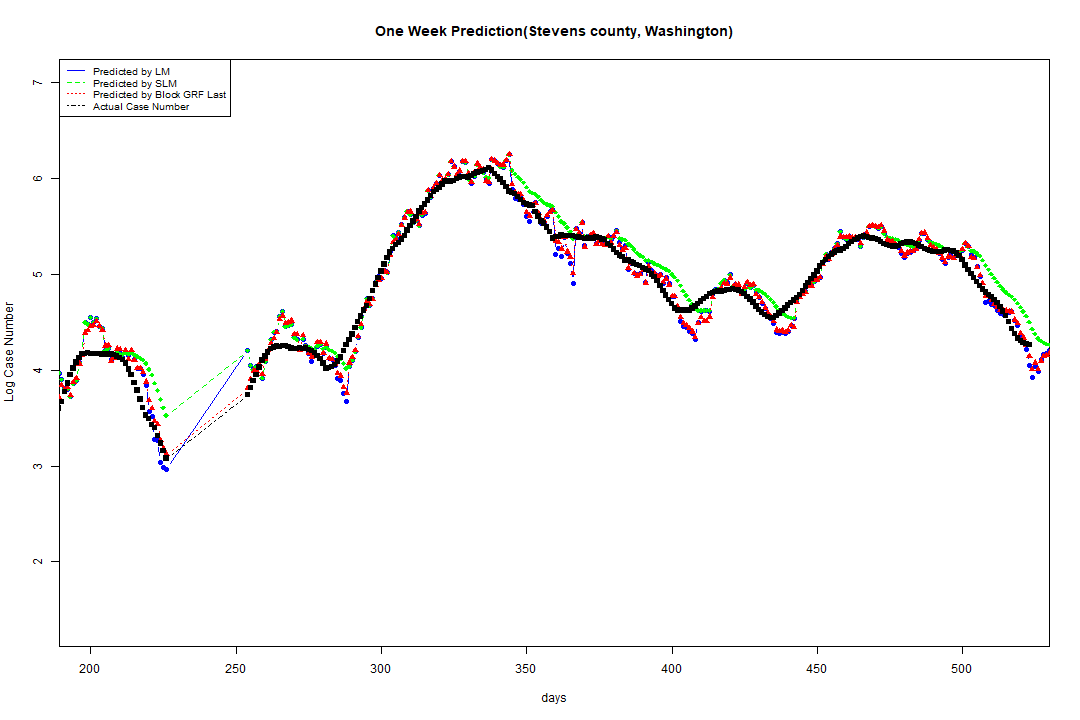 One Week Prediction(Stevens county, Washington)
Predicted by LM
Predicted by SLM
Predicted by Block GRF Last
Actual Case Number
7
6
5
4
3
2
Log Case Number
200 250 300 350 400 450 500
days